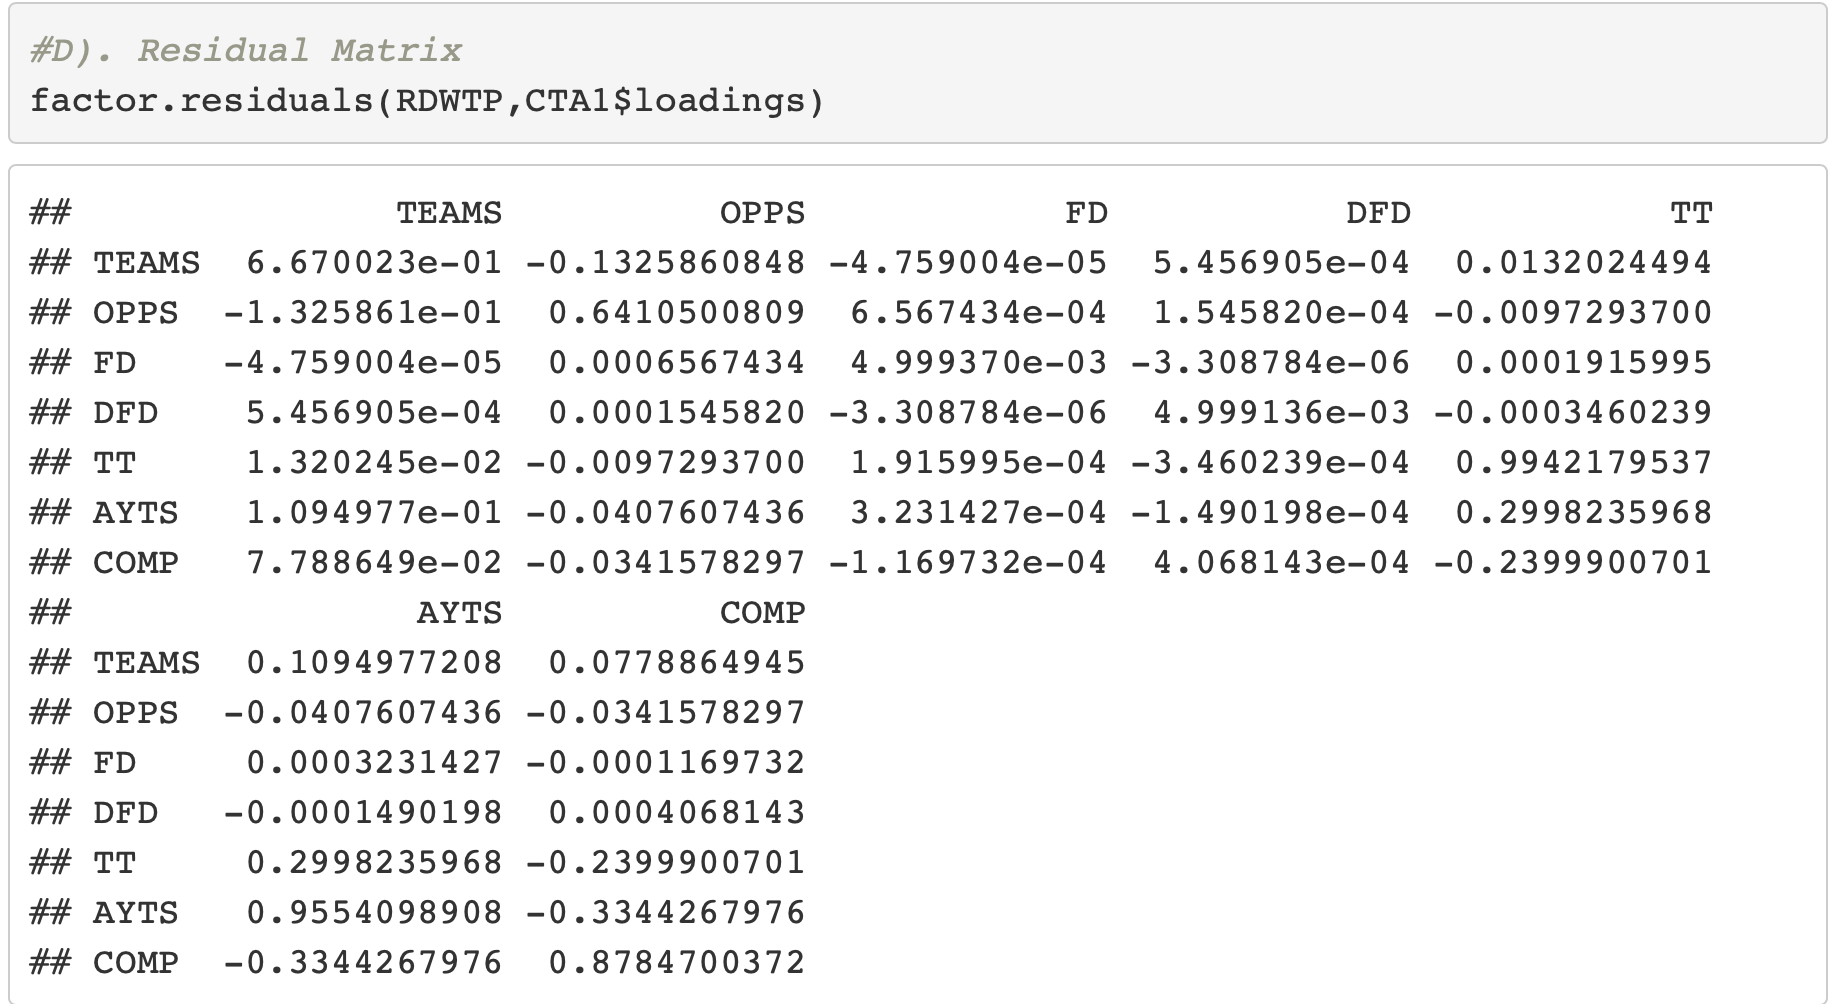 #D). Residual Matrix
factor.residuals(RDWTP,CTA1$loadings)
##               TEAMS          OPPS            FD           DFD            TT
## TEAMS  6.670023e-01 -0.1325860848 -4.759004e-05  5.456905e-04  0.0132024494
## OPPS  -1.325861e-01  0.6410500809  6.567434e-04  1.545820e-04 -0.0097293700
## FD    -4.759004e-05  0.0006567434  4.999370e-03 -3.308784e-06  0.0001915995
## DFD    5.456905e-04  0.0001545820 -3.308784e-06  4.999136e-03 -0.0003460239
## TT     1.320245e-02 -0.0097293700  1.915995e-04 -3.460239e-04  0.9942179537
## AYTS   1.094977e-01 -0.0407607436  3.231427e-04 -1.490198e-04  0.2998235968
## COMP   7.788649e-02 -0.0341578297 -1.169732e-04  4.068143e-04 -0.2399900701
##                AYTS          COMP
## TEAMS  0.1094977208  0.0778864945
## OPPS  -0.0407607436 -0.0341578297
## FD     0.0003231427 -0.0001169732
## DFD   -0.0001490198  0.0004068143
## TT     0.2998235968 -0.2399900701
## AYTS   0.9554098908 -0.3344267976
## COMP  -0.3344267976  0.8784700372